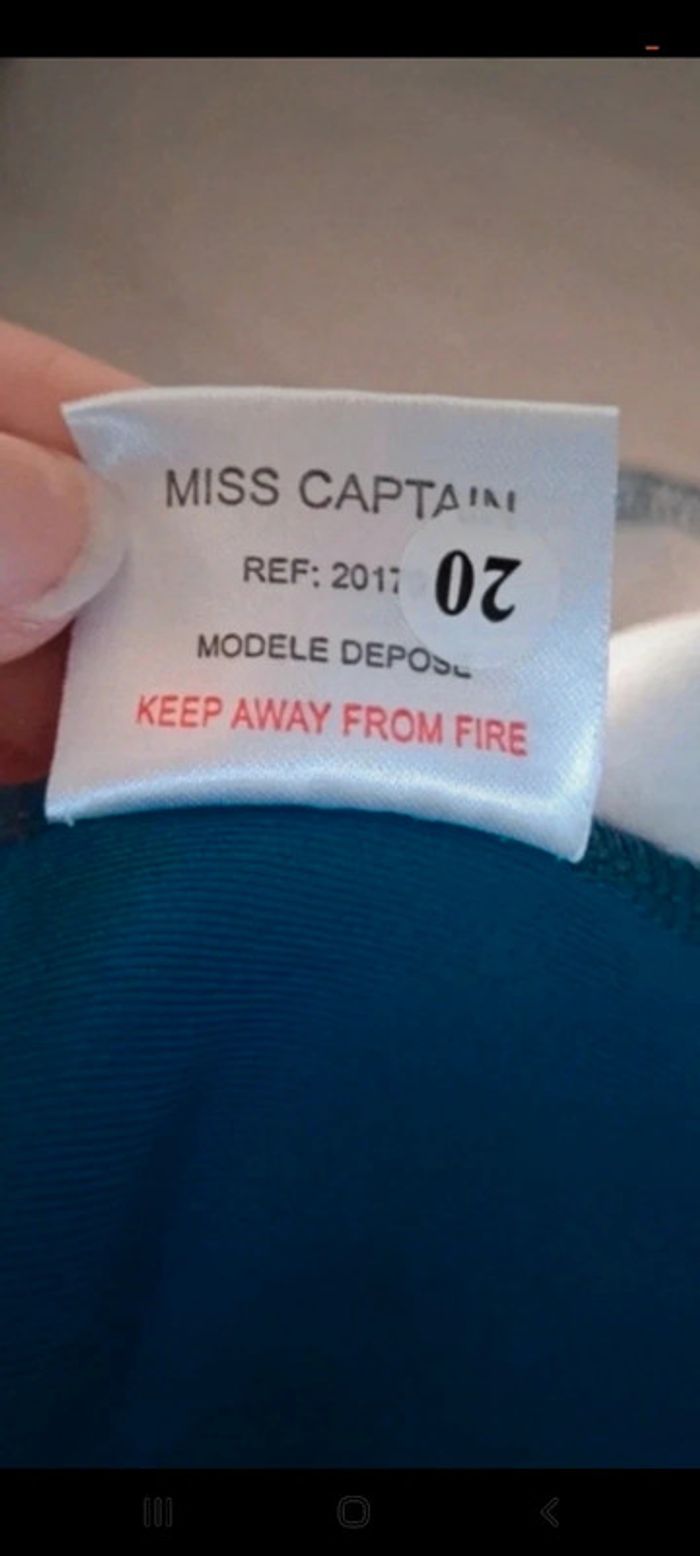 MISS CAPTAIN
REF: 2017
20
MODELE DEPOSE
KEEP AWAY FROM FIRE